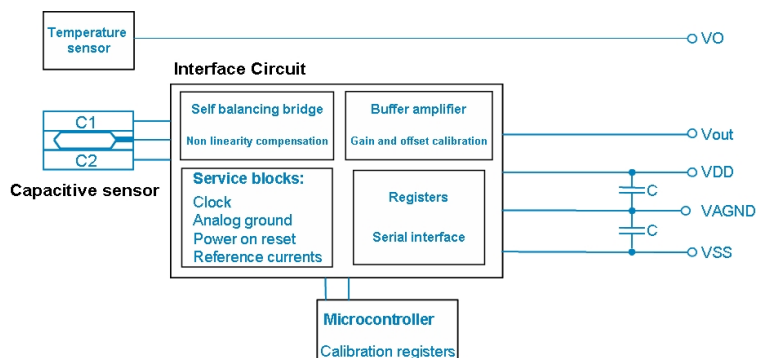 Temperature
sensor
VO
Interface Circuit
Self balancing bridge
Non linearity compensation
Buffer amplifier
Gain and offset calibration
C1
C2
Capacitive sensor
Vout
VDD
C
VAGND
C
VSS
Service blocks:
Clock
Analog ground
Power on reset
Reference currents
Registers
Serial interface
Microcontroller
Calibration registers